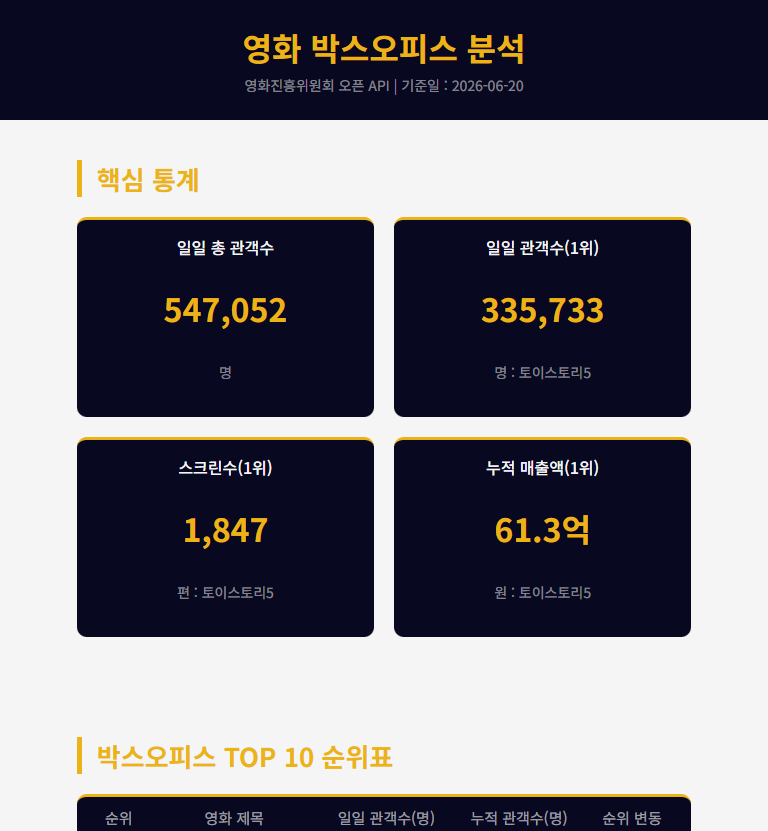 영화 박스오피스 분석
영화진흥위원회 오픈 API | 기준일 : 2026-06-20
핵심 통계
일일 총 관객수
547,052
명
일일 관객수(1위)
335,733
명 : 토이스토리5
스크린수(1위)
1,847
편 : 토이스토리5
누적 매출액(1위)
61.3억
원 : 토이스토리5
박스오피스 TOP 10 순위표
순위 영화 제목 일일 관객수(명) 누적 관객수(명) 순위 변동